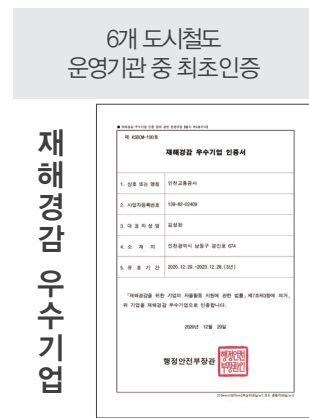 6개 도시철도
운영기관 중 최초인증
재해경감 우수기업
제 KSBCM-190호
재해경감 우수기업 인증서
1. 상호 또는 명칭 인천교통공사
2. 사업자등록번호 139-82-02409
3. 대 표 자 성 명 김성완
4. 소 재 지 인천광역시 남동구 광인로 674
5. 유 효 기 간 2020.12.29.~2023.12.28.(3년)
「재해경감을 위한 기업의 자율활동 지원에 관한 법률」 제7조제3항에 의거,
위 기업을 재해경감 우수기업으로 인증합니다.
2020년 12월 29일
행정안전부장관